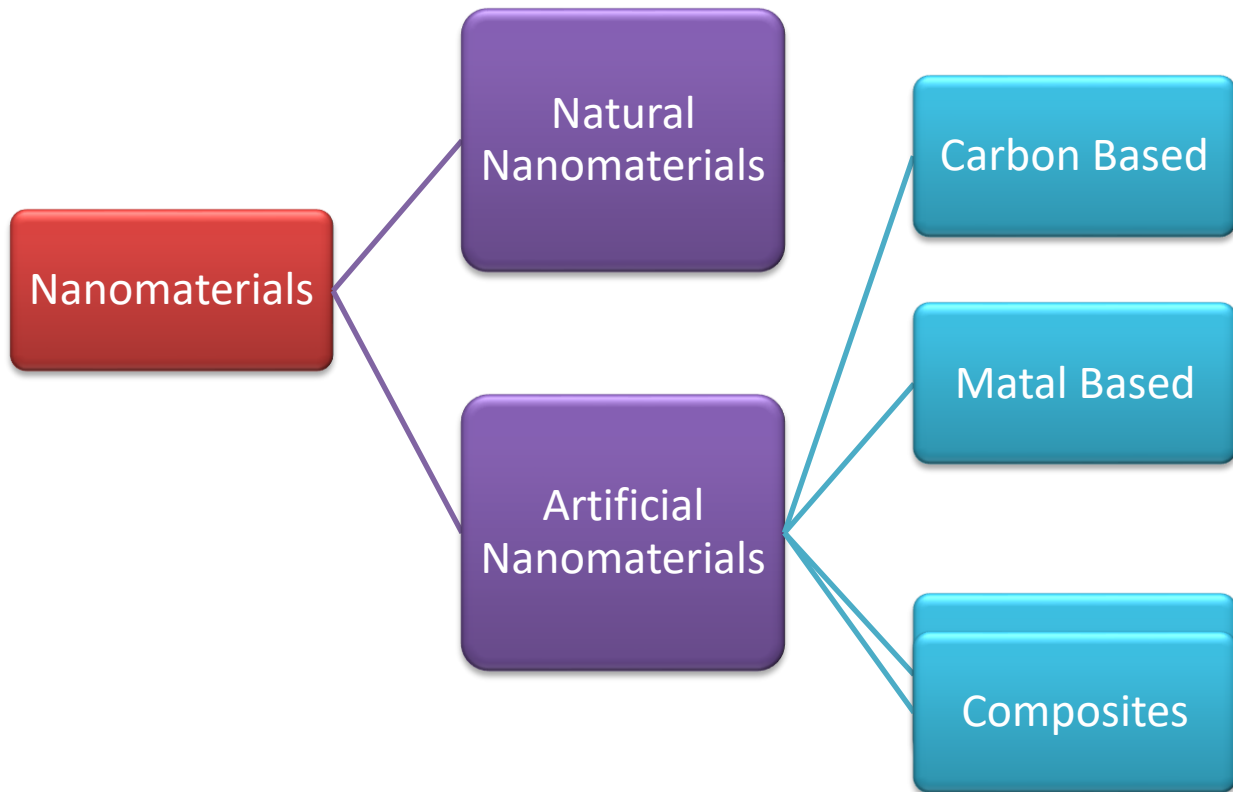 Nanomaterials
Natural
Nanomaterials
Artificial
Nanomaterials
Carbon Based
Matal Based
Composites